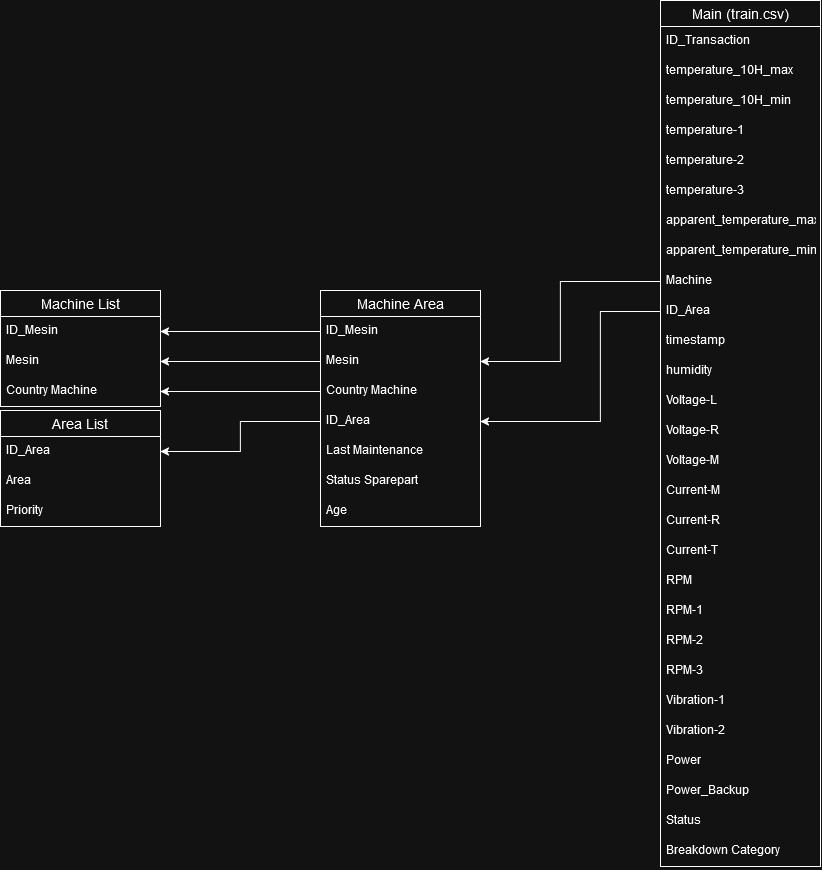 Machine List
ID_Mesin
Mesin
Country Machine
Area List
ID_Area
Area
Priority
Machine Area
ID_Mesin
Mesin
Country Machine
ID_Area
Last Maintenance
Status Sparepart
Age
Main (train.csv)
ID_Transaction
temperature_10H_max
temperature_10H_min
temperature-1
temperature-2
temperature-3
apparent_temperature_max
apparent_temperature_min
Machine
ID_Area
timestamp
humidity
Voltage-L
Voltage-R
Voltage-M
Current-M
Current-R
Current-T
RPM
RPM-1
RPM-2
RPM-3
Vibration-1
Vibration-2
Power
Power_Backup
Status
Breakdown Category